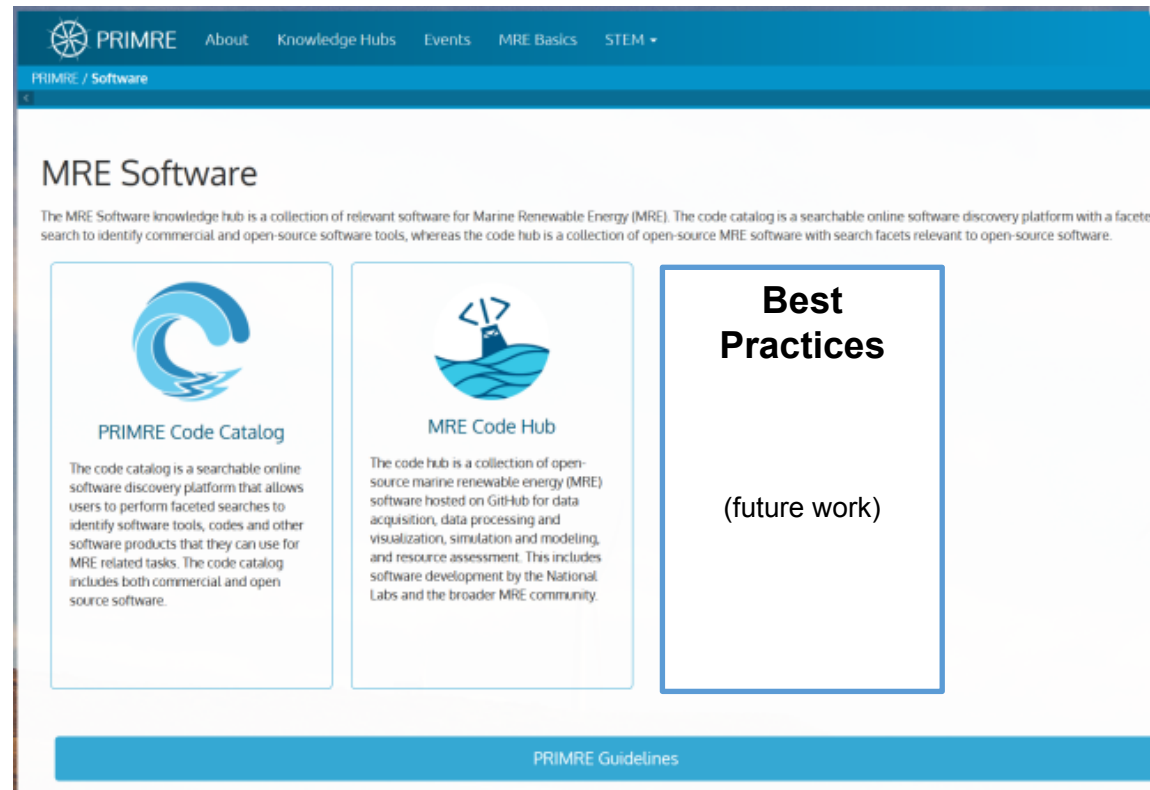 PRIMRE About Knowledge Hubs Events MRE Basics STEM
PRIMRE / Software
<
MRE Software
The MRE Software knowledge hub is a collection of relevant software for Marine Renewable Energy (MRE). The code catalog is a searchable online software discovery platform with a facete
search to identify commercial and open-source software tools, whereas the code hub is a collection of open-source MRE software with search facets relevant to open-source software.
PRIMRE Code Catalog
The code catalog is a searchable online
software discovery platform that allows
users to perform faceted searches to
identify software tools, codes and other
software products that they can use for
MRE related tasks. The code catalog
includes both commercial and open
source software.
</>
MRE Code Hub
The code hub is a collection of open-
source marine renewable energy (MRE)
software hosted on GitHub for data
acquisition, data processing and
visualization, simulation and modeling,
and resource assessment. This includes
software development by the National
Labs and the broader MRE community.
Best
Practices
(future work)
PRIMRE Guidelines